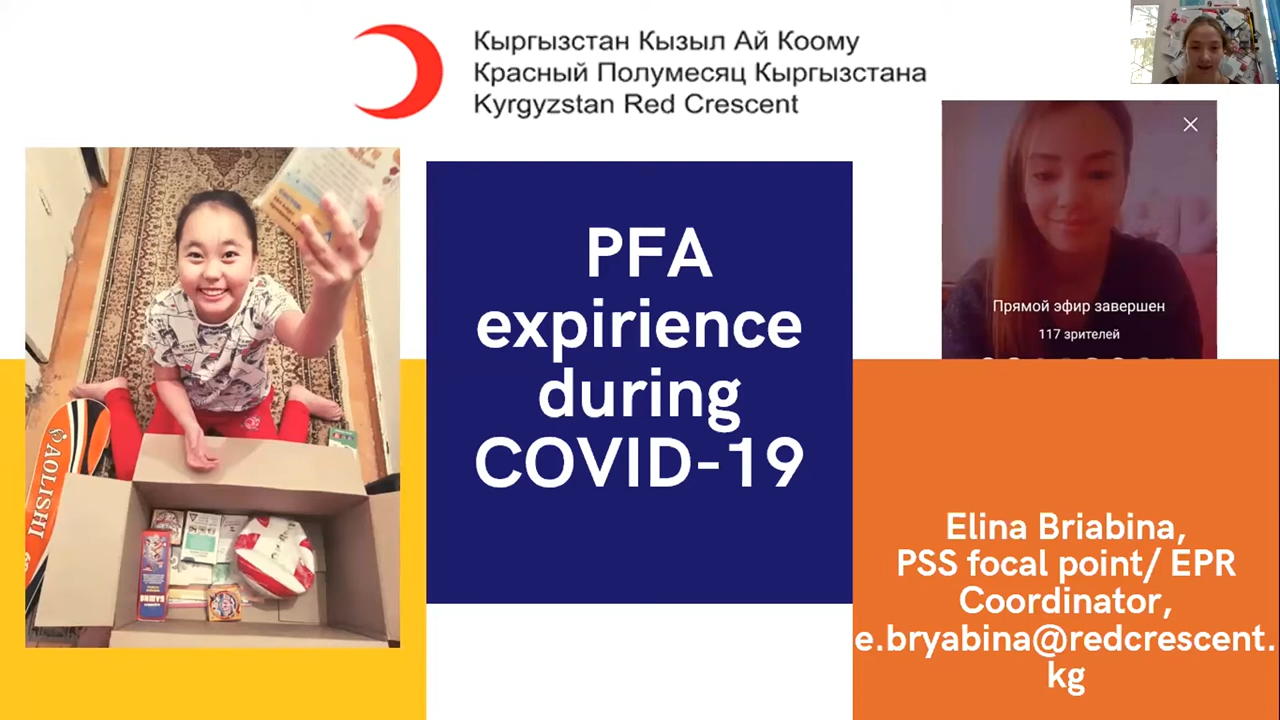 Кыргызстан Кызыл Ай Коому
Красный Полумесяц Кыргызстана
Kyrgyzstan Red Crescent
PFA
expirience
during
COVID-19
Прямой эфир завершен
117 зрителей
AOLISHI
Elina Briabina,
PSS focal point/ EPR
Coordinator,
e.bryabina@redcrescent.
kg